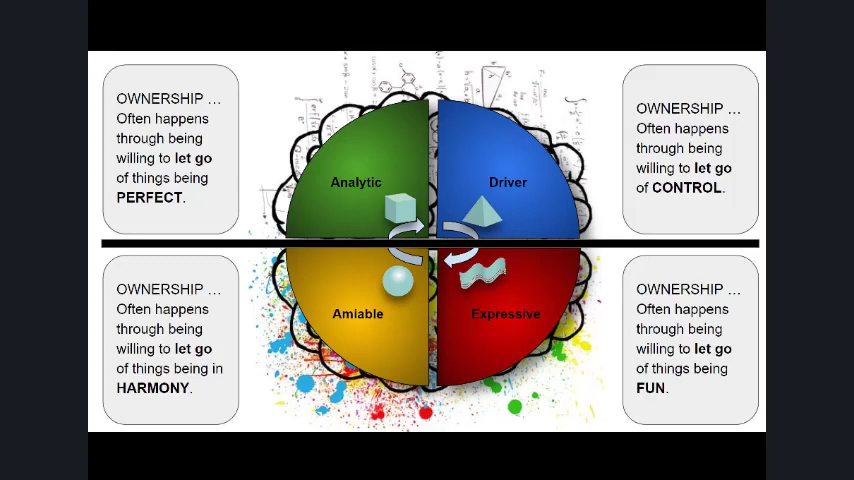 OWNERSHIP …
Often happens
through being
willing to let go
of things being
PERFECT.
OWNERSHIP …
Often happens
through being
willing to let go
of CONTROL.
Analytic
Driver
Amiable
Expressive
OWNERSHIP …
Often happens
through being
willing to let go
of things being in
HARMONY.
OWNERSHIP …
Often happens
through being
willing to let go
of things being
FUN.